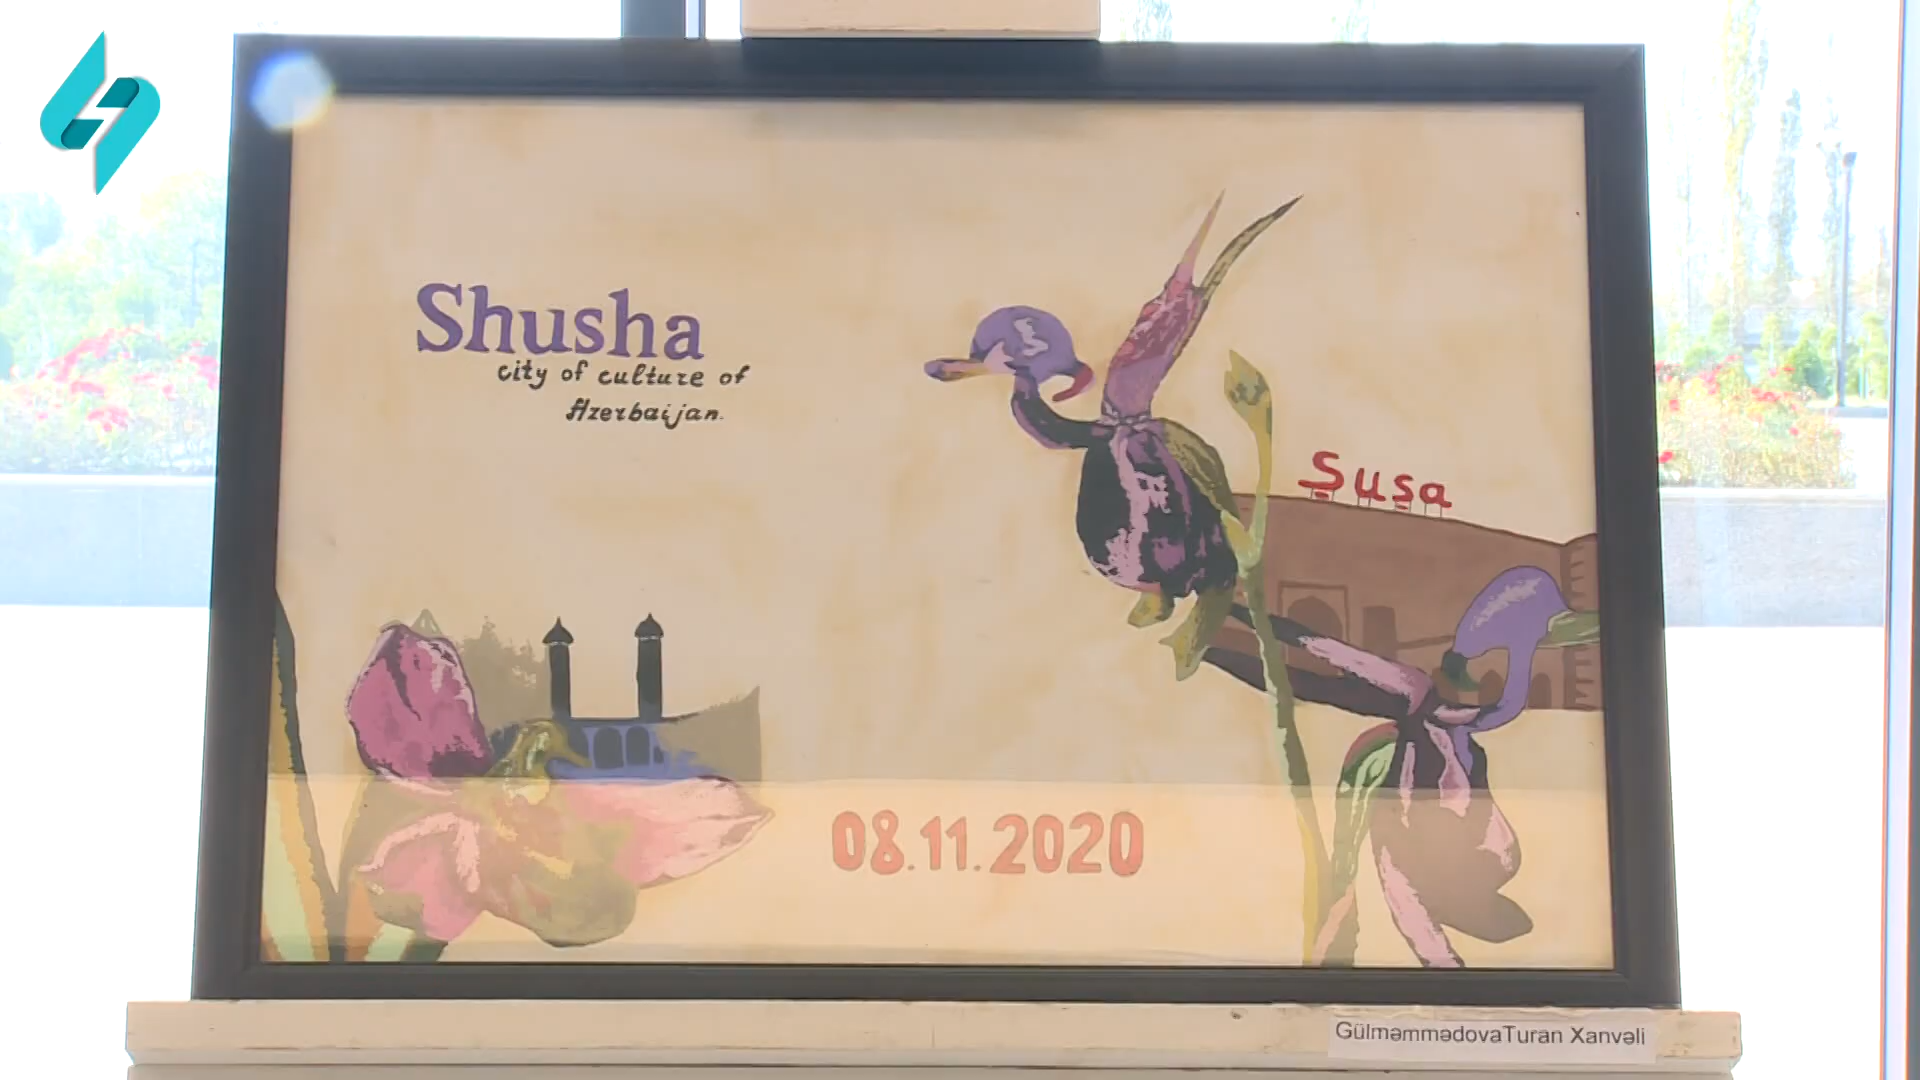 Shusha
city of culture of
Azerbaijan.
Şuşa
08.11.2020
GülməmmədovaTuran Xanvəli